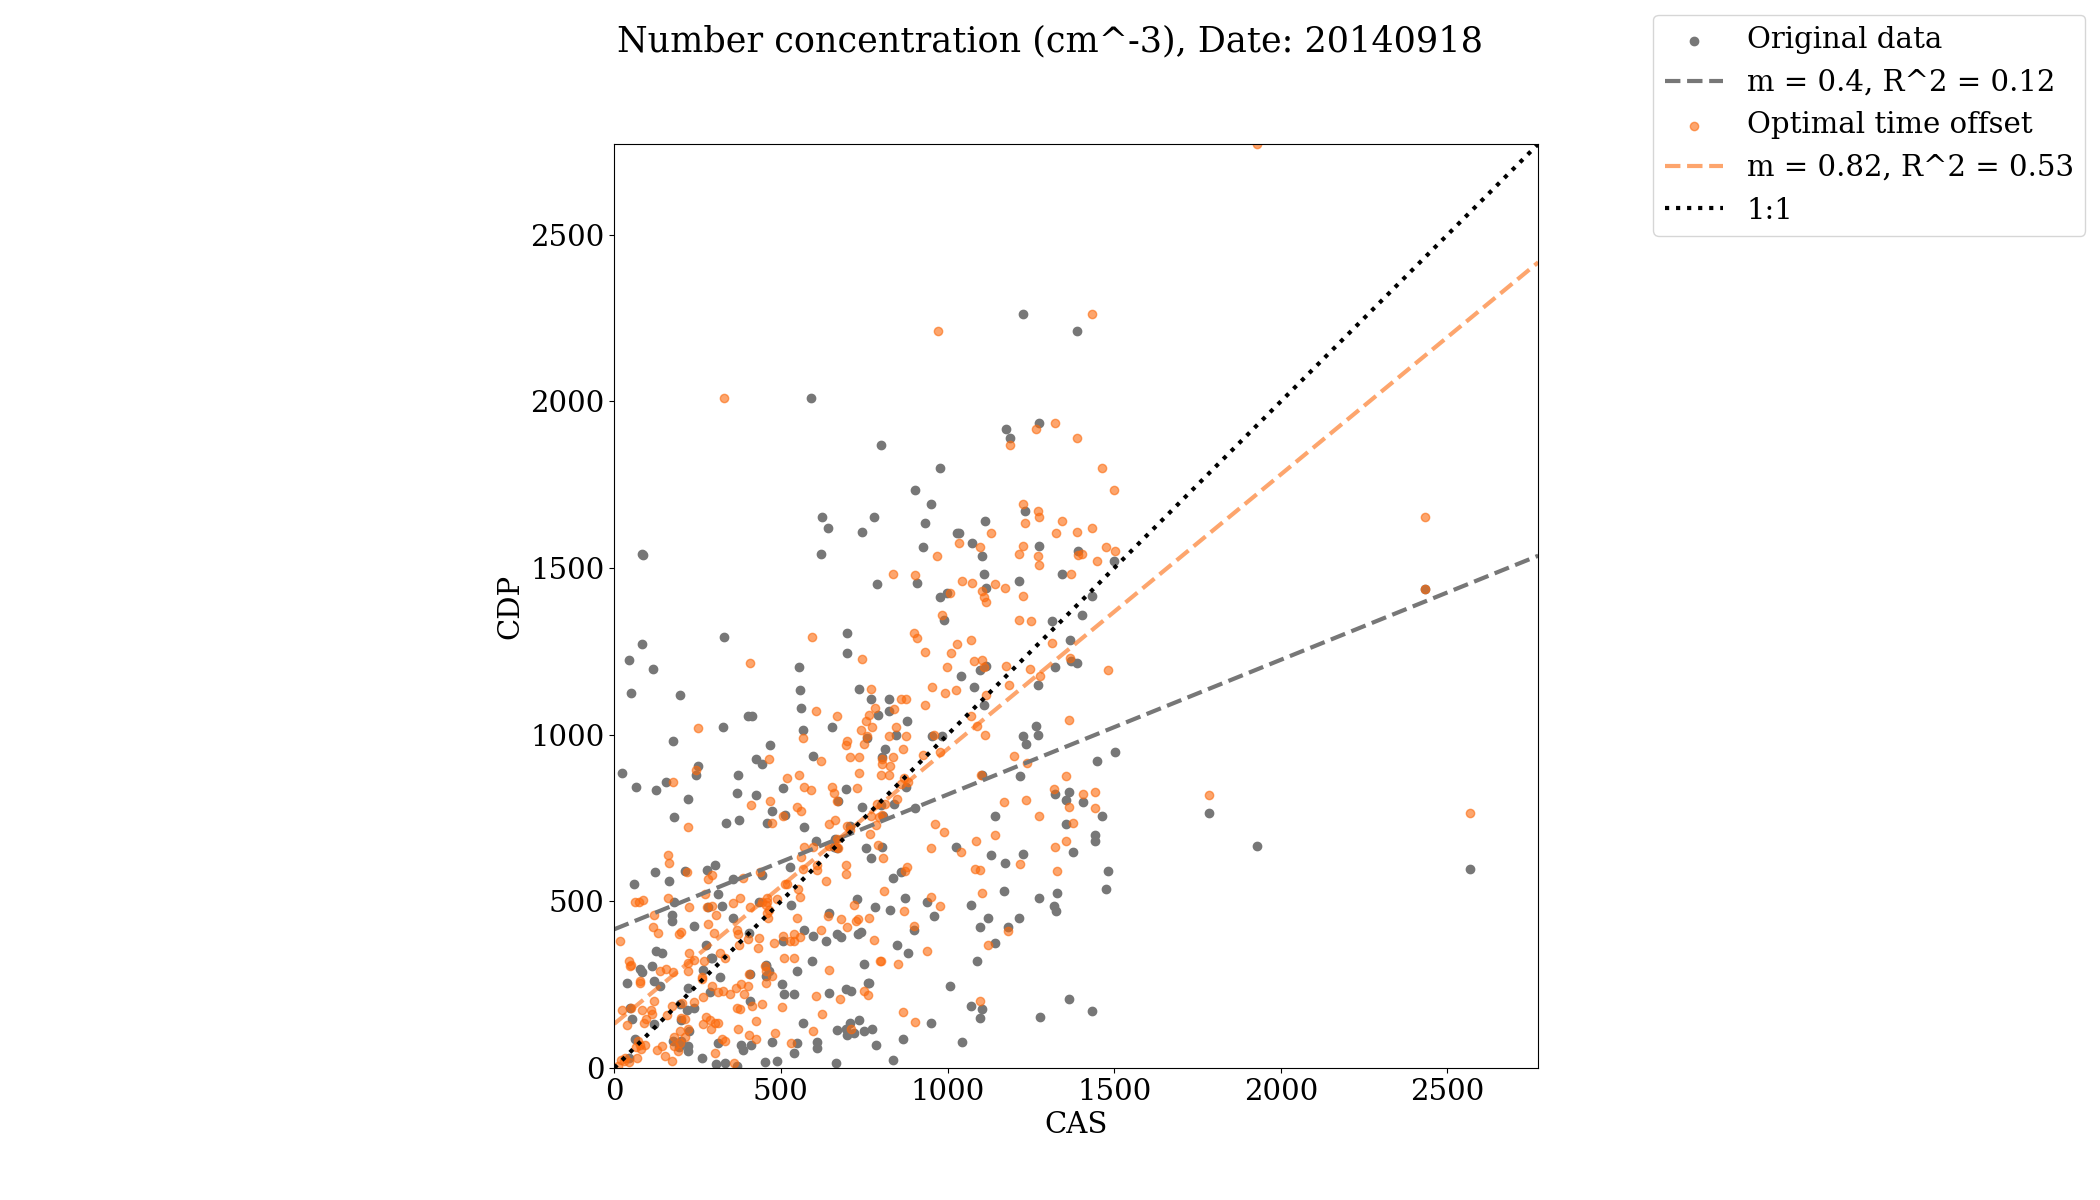 Number concentration (cm^-3), Date: 20140918
Original data
m = 0.4, R^2 = 0.12
Optimal time offset
m = 0.82, R^2 = 0.53
1:1
2500
2000
1500
1000
500
0
CDP
0 500 1000 1500 2000 2500
CAS